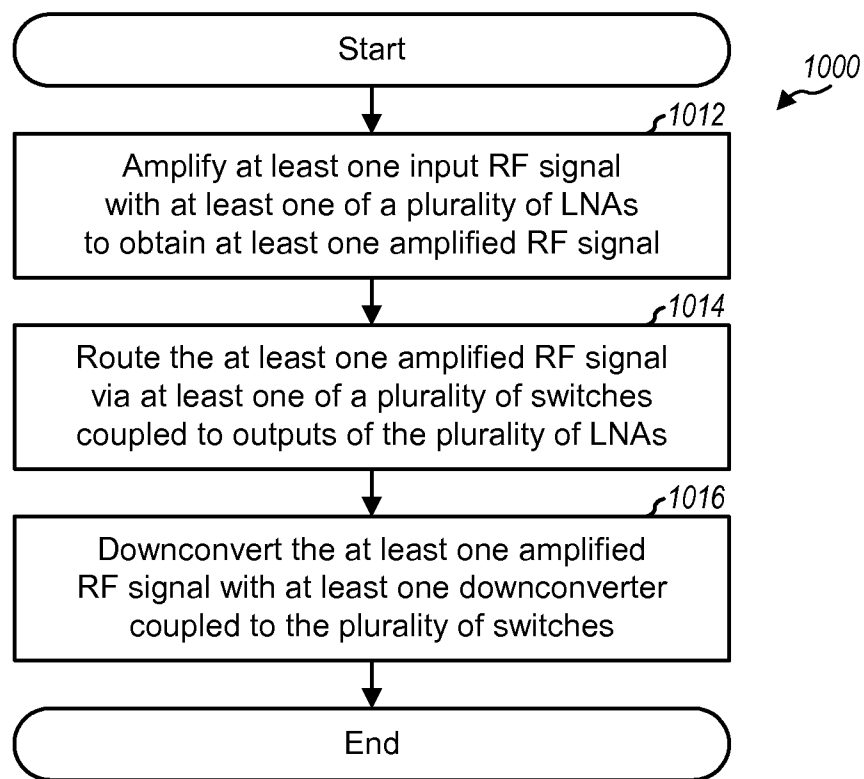 Start
1000
1012
Amplify at least one input RF signal
with at least one of a plurality of LNAs
to obtain at least one amplified RF signal
1014
Route the at least one amplified RF signal
via at least one of a plurality of switches
coupled to outputs of the plurality of LNAs
1016
Downconvert the at least one amplified
RF signal with at least one downconverter
coupled to the plurality of switches
End